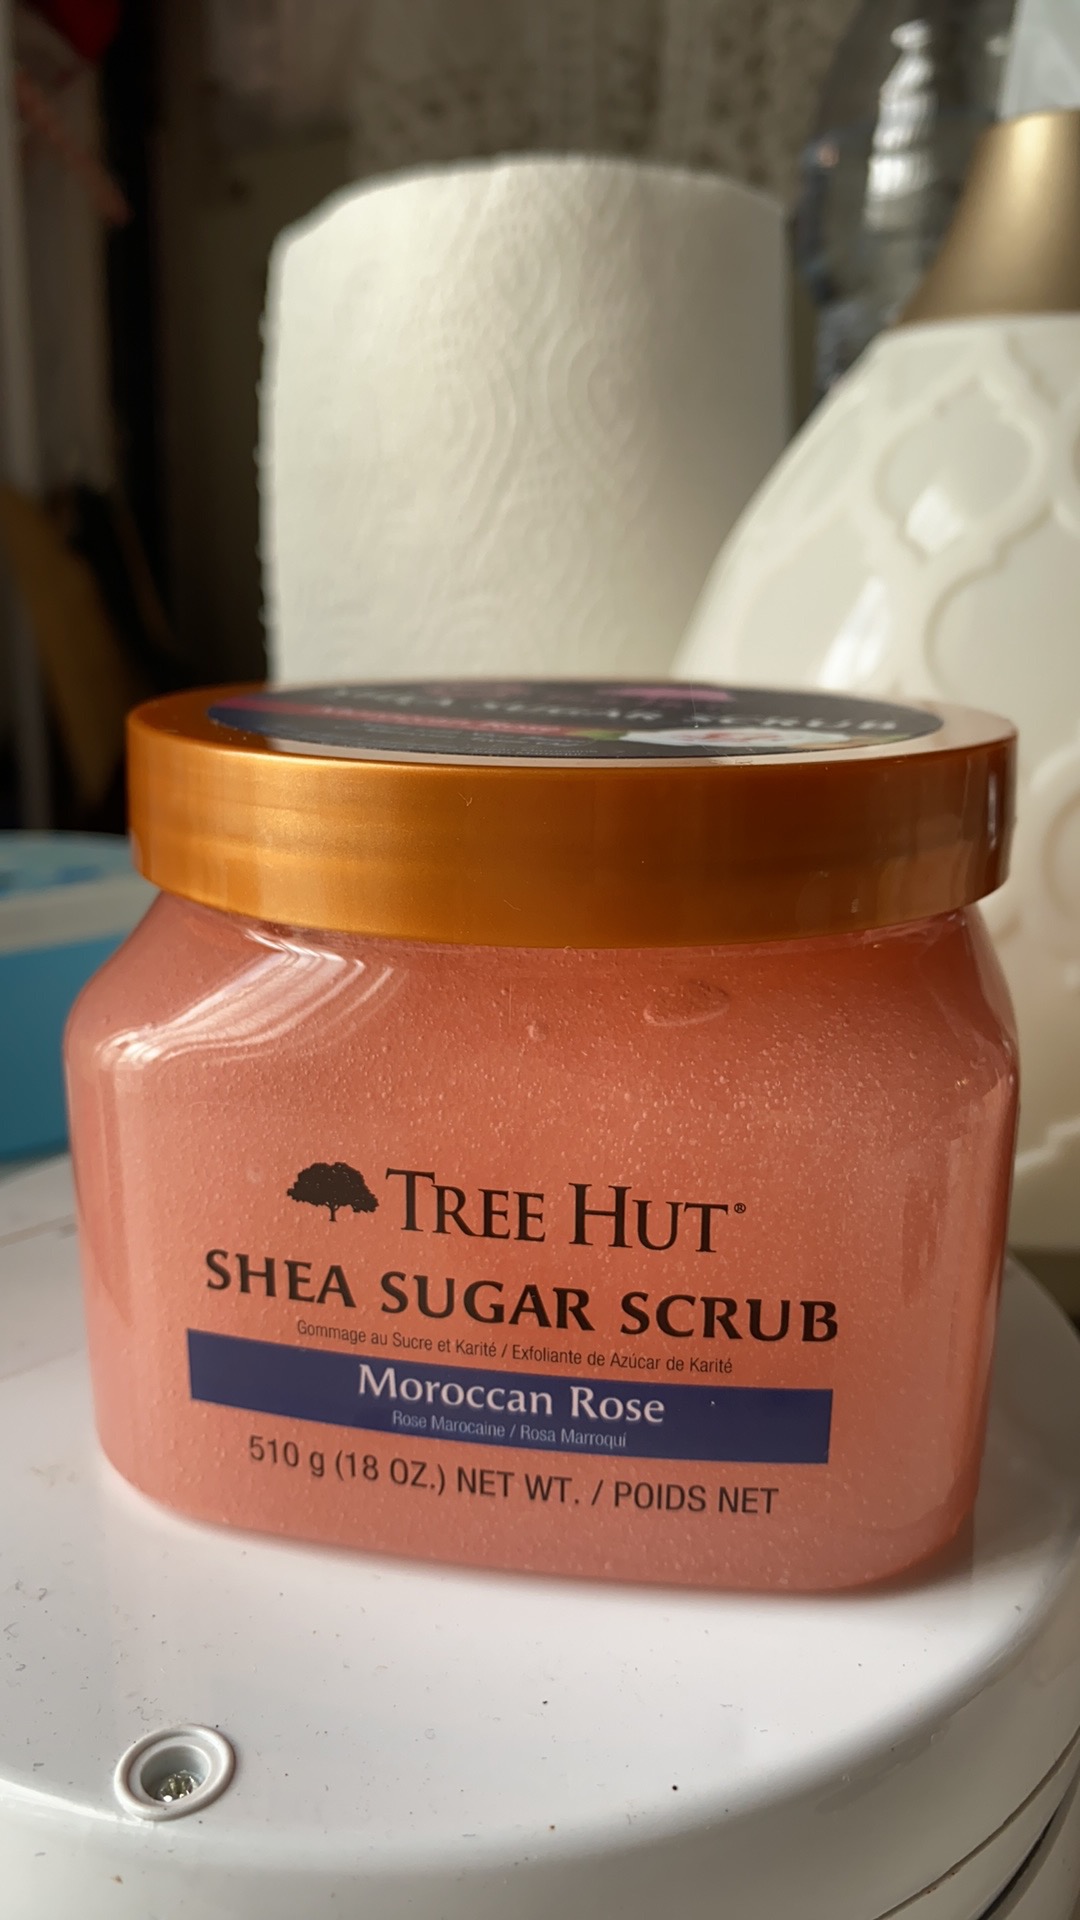 SHEA SUGAR SCRUB
TREE HUT®
SHEA SUGAR SCRUB
Gommage au Sucre et Karité / Exfoliante de Azúcar de Karité
Moroccan Rose
Rose Marocaine / Rosa Marroquí
510 g (18 OZ.) NET WT. / POIDS NET